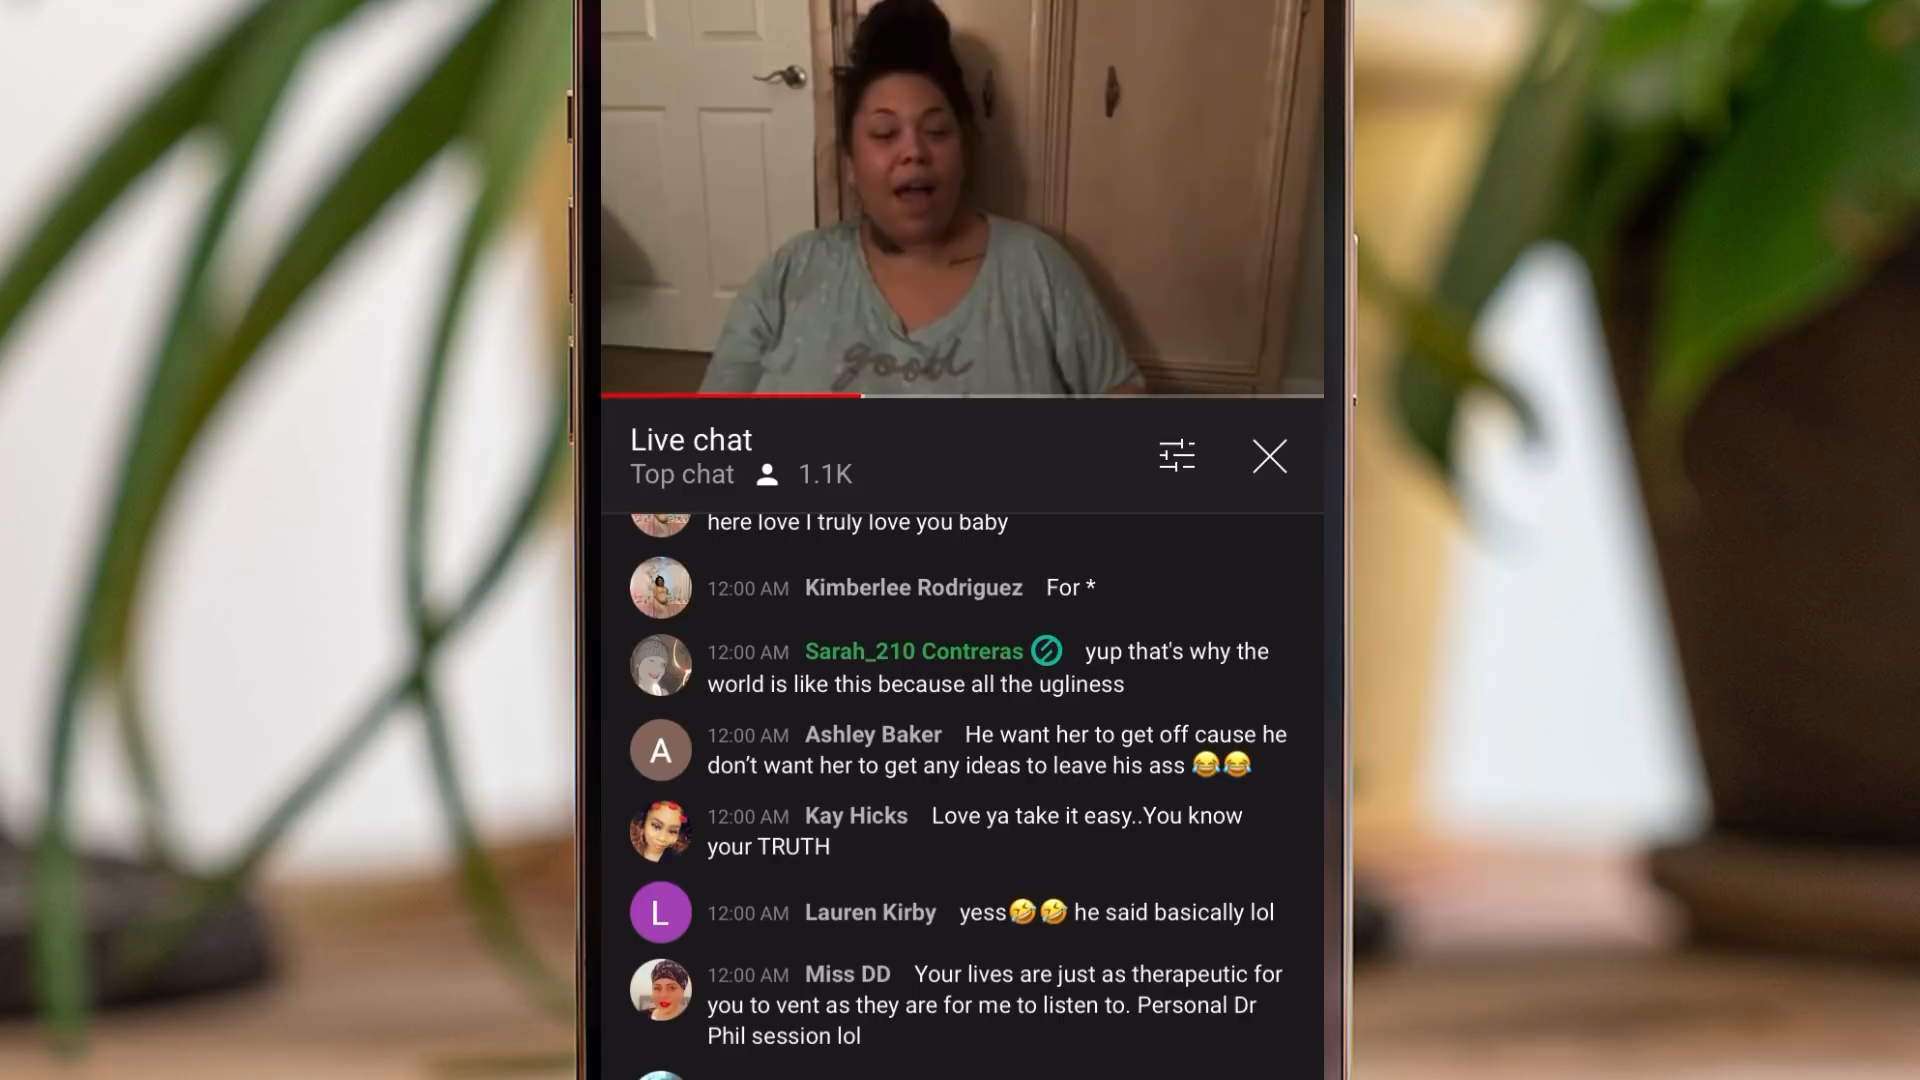 good
Live chat
Top chat 1.1K
here love I truly love you baby
12:00 AM Kimberlee Rodriguez For *
12:00 AM Sarah_210 Contreras yup that's why the
world is like this because all the ugliness
12:00 AM Ashley Baker He want her to get off cause he
don’t want her to get any ideas to leave his ass 😂😂
12:00 AM Kay Hicks Love ya take it easy..You know
your TRUTH
12:00 AM Lauren Kirby yess🤣🤣 he said basically lol
12:00 AM Miss DD Your lives are just as therapeutic for
you to vent as they are for me to listen to. Personal Dr
Phil session lol
A
L